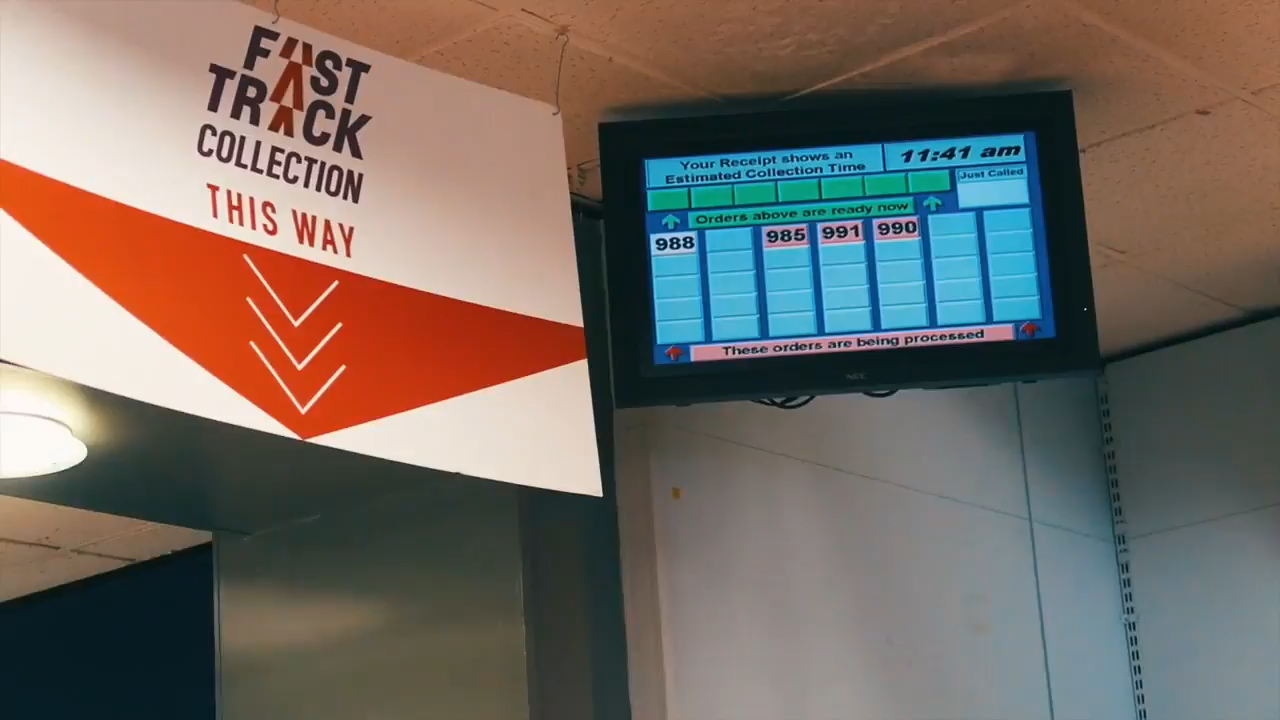 FAST
TRACK
COLLECTION
THIS WAY
Your Receipt shows an
Estimated Collection Time
11:41 am
Just Called
Orders above are ready now
988
985
991
990
These orders are being processed
NEC